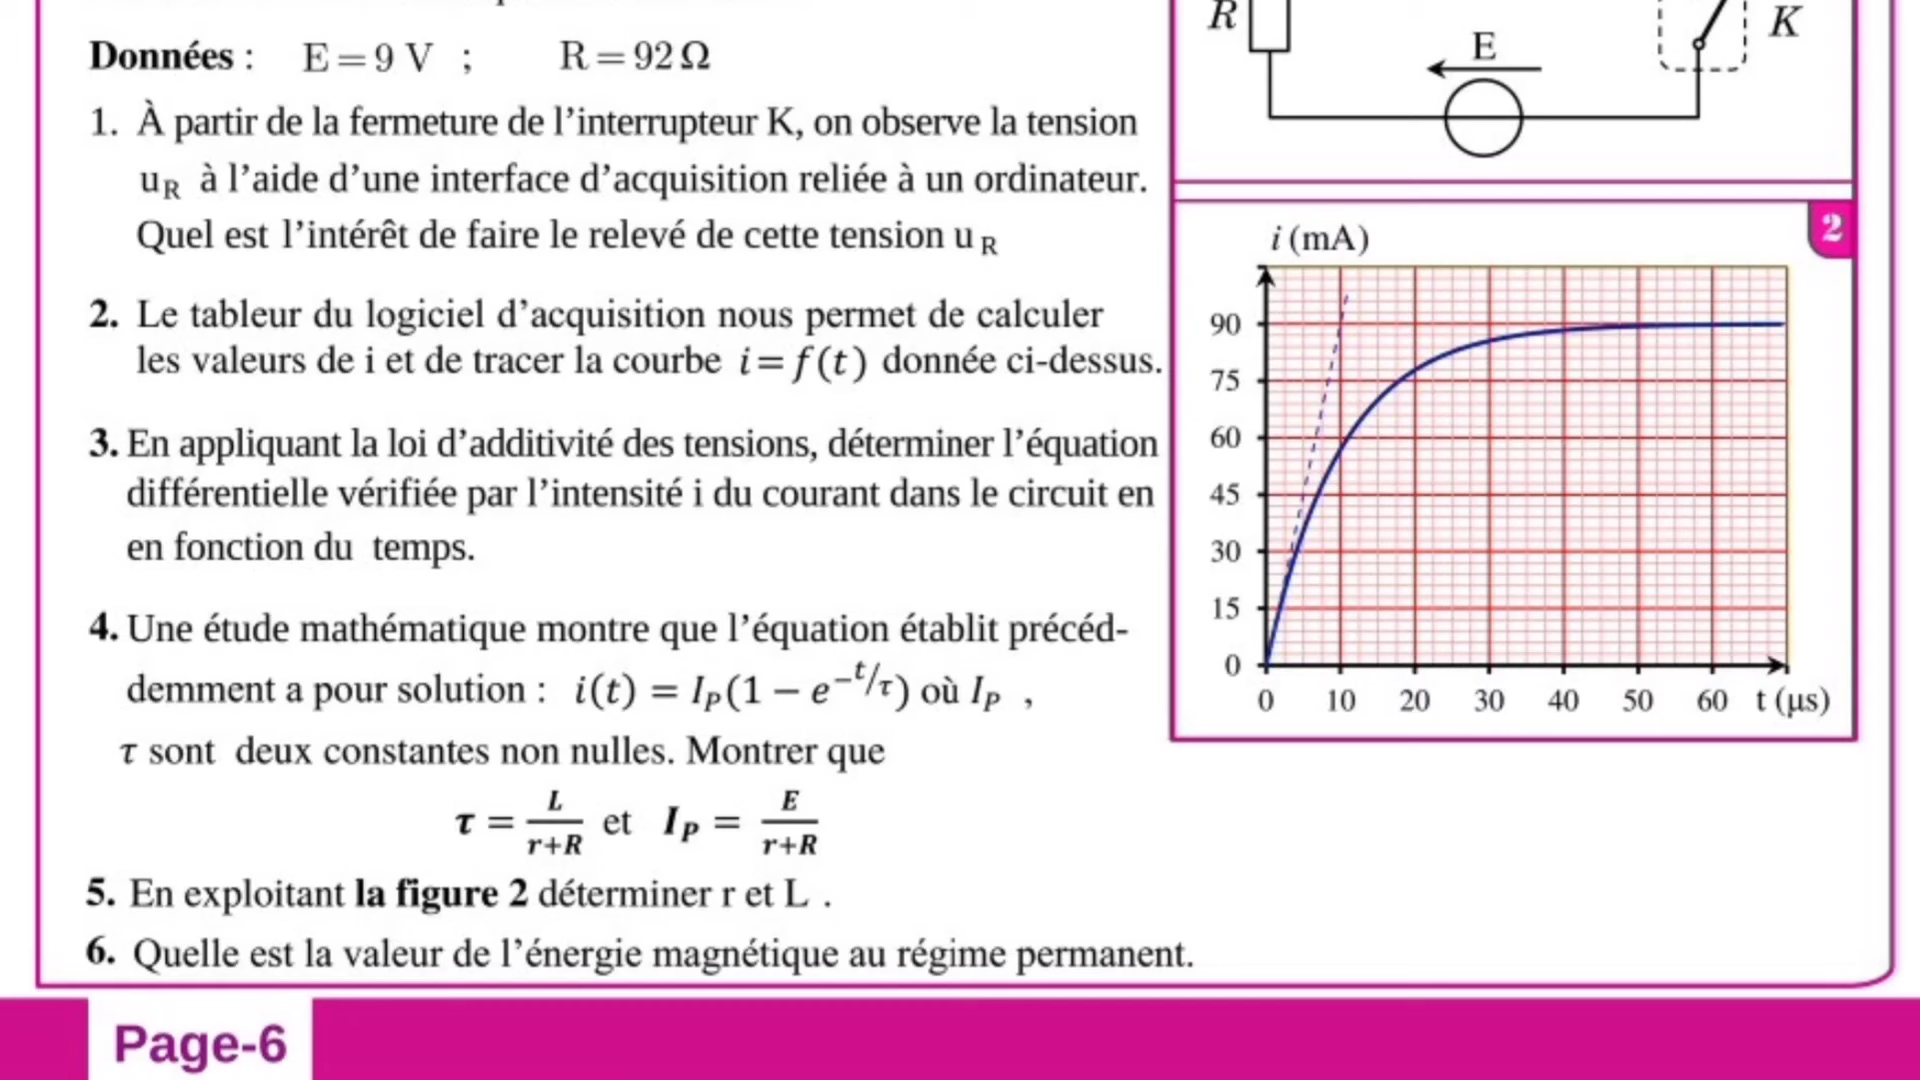 Données : E = 9 V ; R = 92 Ω
1. À partir de la fermeture de l’interrupteur K, on observe la tension
uR à l’aide d’une interface d’acquisition reliée à un ordinateur.
Quel est l’intérêt de faire le relevé de cette tension u R
2. Le tableur du logiciel d’acquisition nous permet de calculer
les valeurs de i et de tracer la courbe i = f(t) donnée ci-dessus.
3. En appliquant la loi d’additivité des tensions, déterminer l’équation
différentielle vérifiée par l’intensité i du courant dans le circuit en
en fonction du temps.
4. Une étude mathématique montre que l’équation établit précéd-
demment a pour solution : i(t) = IP(1 − e^−t/τ) où IP ,
τ sont deux constantes non nulles. Montrer que
τ = L/(r+R) et IP = E/(r+R)
5. En exploitant la figure 2 déterminer r et L .
6. Quelle est la valeur de l’énergie magnétique au régime permanent.
R
K
E
2
i (mA)
90
75
60
45
30
15
0
0 10 20 30 40 50 60 t (μs)
Page-6